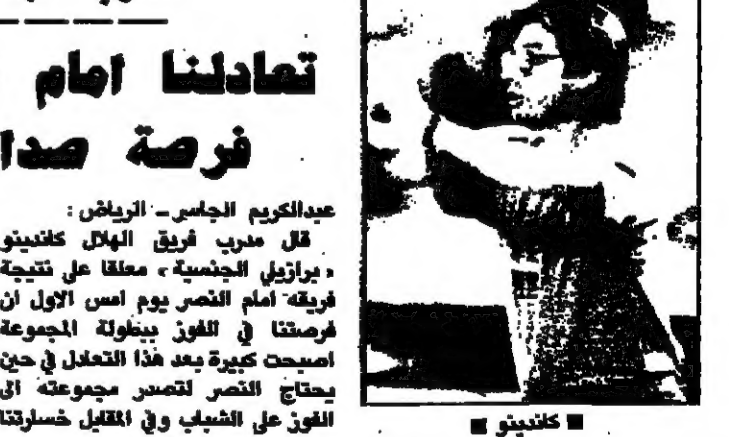 تعادلنا امام
فرصة صدا
عبدالكريم الجاسر ــ الرياض :
قال مدرب فريق الهلال كاندينو
« برازيلي الجنسية » معلقا على نتيجة
فريقه امام النصر يوم امس الاول ان
فرصتنا في الفوز ببطولة المجموعة
اصبحت كبيرة بعد هذا التعادل في حين
يحتاج النصر لتصدر مجموعته الى
الفوز على الشباب وفي المقابل خسارتنا
■ كاندينو ■